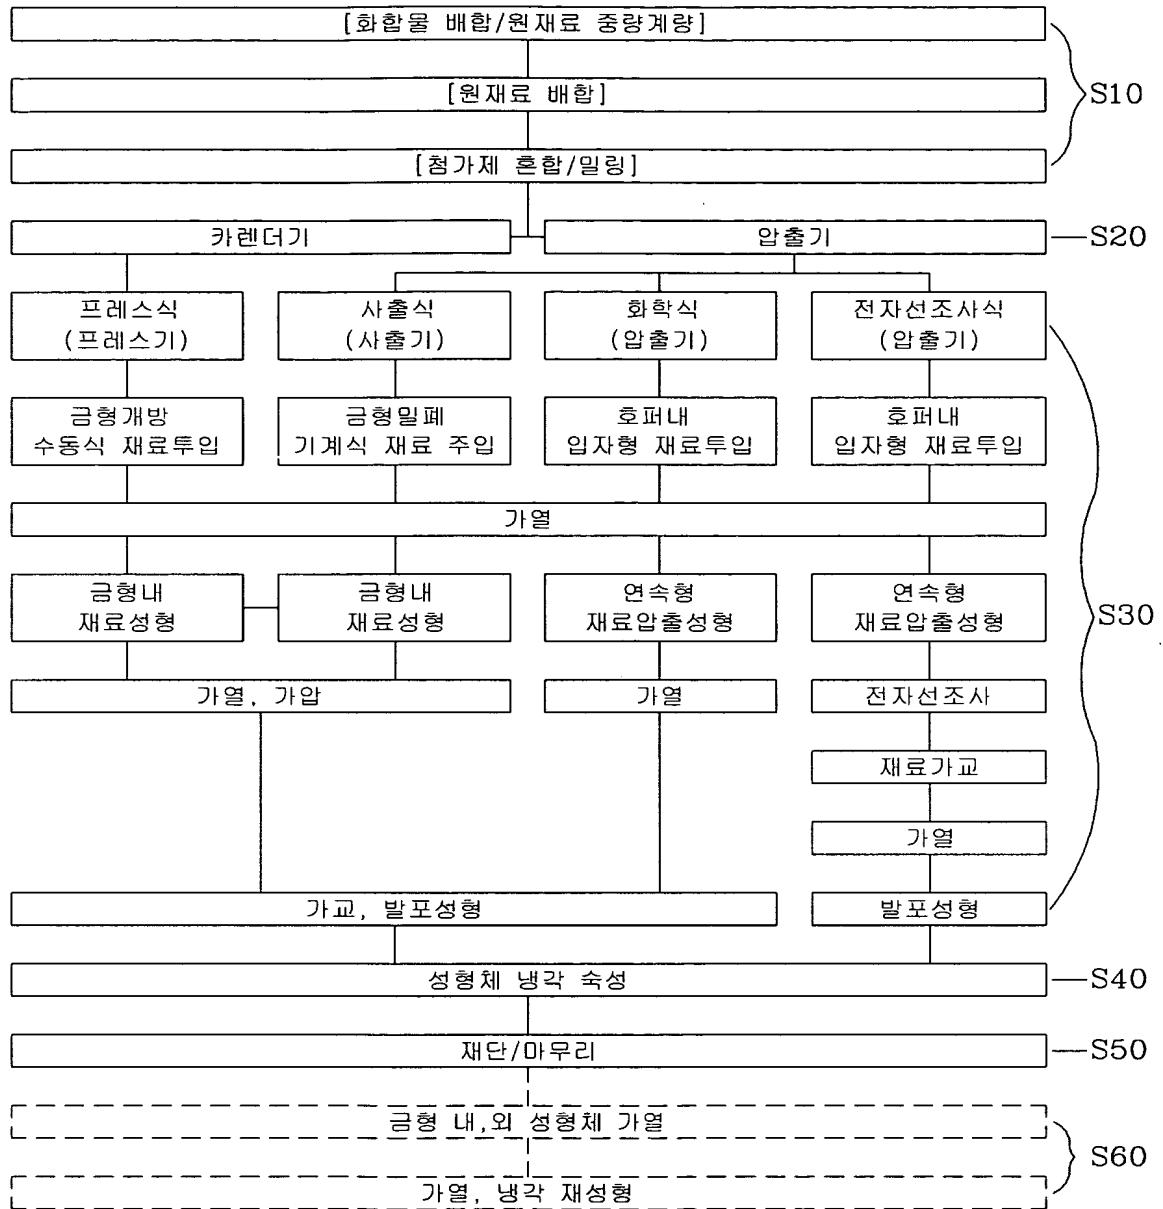 [화합물 배합/원재료 중량계량]
[원재료 배합]
S10
[첨가제 혼합/밀링]
카렌더기
압출기
S20
프레스식
(프레스기)
사출식
(사출기)
화학식
(압출기)
전자선조사식
(압출기)
금형개방
수동식 재료투입
금형밀폐
기계식 재료 주입
호퍼내
입자형 재료투입
호퍼내
입자형 재료투입
가열
금형내
재료성형
금형내
재료성형
연속형
재료압출성형
연속형
재료압출성형
S30
가열, 가압
가열
전자선조사
재료가교
가열
가교, 발포성형
발포성형
성형체 냉각 숙성
S40
재단/마무리
S50
금형 내,외 성형체 가열
S60
가열, 냉각 재성형